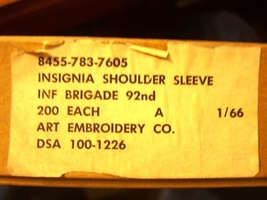 8455-783-7605
INSIGNIA SHOULDER SLEEVE
INF BRIGADE 92nd
200 EACH A 1/66
ART EMBROIDERY CO.
DSA 100-1226